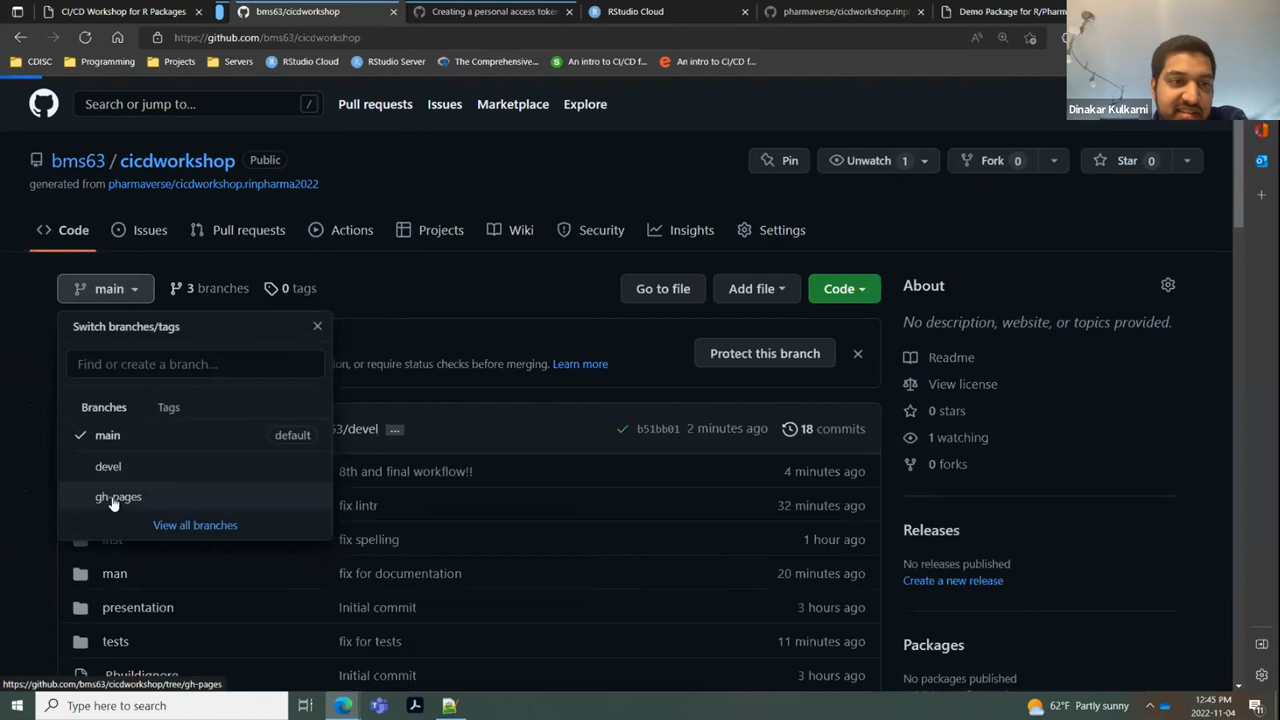 CI/CD Workshop for R Packages
bms63/cicdworkshop
Creating a personal access toke
RStudio Cloud
pharmaverse/cicdworkshop.rinph
Demo Package for R/Pharm
https://github.com/bms63/cicdworkshop
CDISC
Programming
Projects
Servers
RStudio Cloud
RStudio Server
The Comprehensive...
An intro to CI/CD f...
An intro to CI/CD f...
Dinakar Kulkarni
Search or jump to...
/
Pull requests
Issues
Marketplace
Explore
bms63 / cicdworkshop
Public
Pin
Unwatch 1
Fork 0
Star 0
generated from pharmaverse/cicdworkshop.rinpharma2022
Code
Issues
Pull requests
Actions
Projects
Wiki
Security
Insights
Settings
main
3 branches
0 tags
Go to file
Add file
Code
Switch branches/tags
Find or create a branch...
Branches
Tags
main
default
devel
gh-pages
View all branches
ion, or require status checks before merging. Learn more
Protect this branch
63/devel
...
b51bb01 2 minutes ago
18 commits
8th and final workflow!!
4 minutes ago
fix lintr
32 minutes ago
inst
fix spelling
1 hour ago
man
fix for documentation
20 minutes ago
presentation
Initial commit
3 hours ago
tests
fix for tests
11 minutes ago
.Rbuildignore
Initial commit
3 hours ago
About
No description, website, or topics provided.
Readme
View license
0 stars
1 watching
0 forks
Releases
No releases published
Create a new release
Packages
No packages published
https://github.com/bms63/cicdworkshop/tree/gh-pages
Type here to search
62°F Partly sunny
12:45 PM
2022-11-04
11